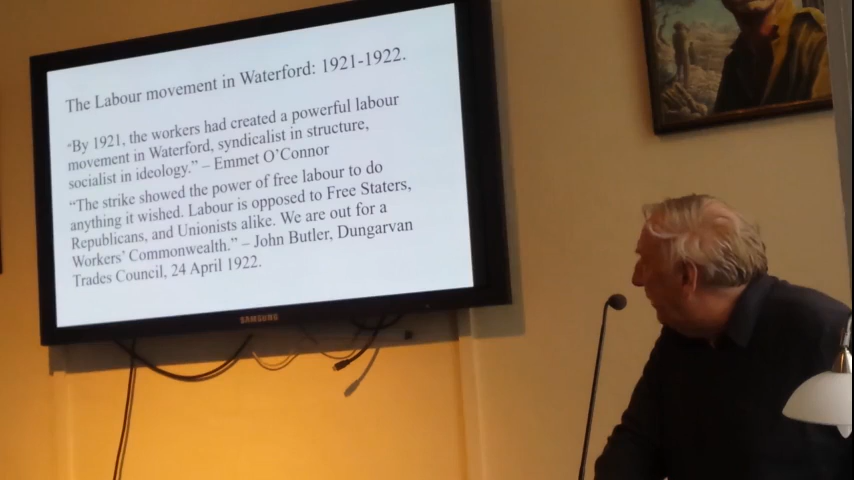 The Labour movement in Waterford: 1921-1922.
“By 1921, the workers had created a powerful labour
movement in Waterford, syndicalist in structure,
socialist in ideology.” – Emmet O’Connor
“The strike showed the power of free labour to do
anything it wished. Labour is opposed to Free Staters,
Republicans, and Unionists alike. We are out for a
Workers’ Commonwealth.” – John Butler, Dungarvan
Trades Council, 24 April 1922.
SAMSUNG